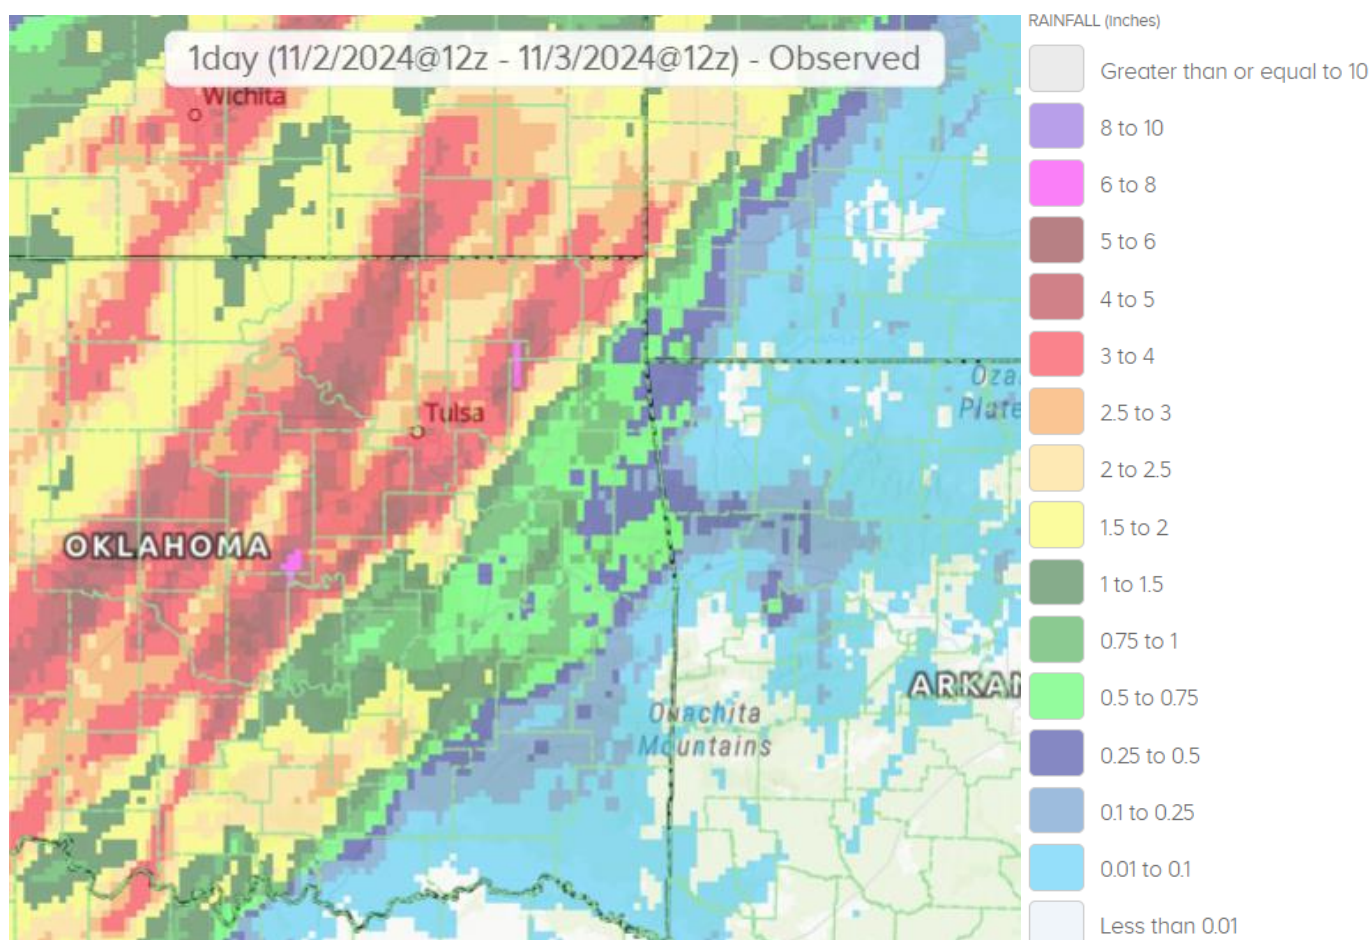 RAINFALL (inches)
1day (11/2/2024@12z - 11/3/2024@12z) - Observed
Greater than or equal to 10
Wichita
8 to 10
6 to 8
5 to 6
4 to 5
3 to 4
Oza
Plate
Tulsa
2.5 to 3
2 to 2.5
1.5 to 2
OKLAHOMA
1 to 1.5
0.75 to 1
ARKAN
0.5 to 0.75
Ouachita
Mountains
0.25 to 0.5
0.1 to 0.25
0.01 to 0.1
Less than 0.01